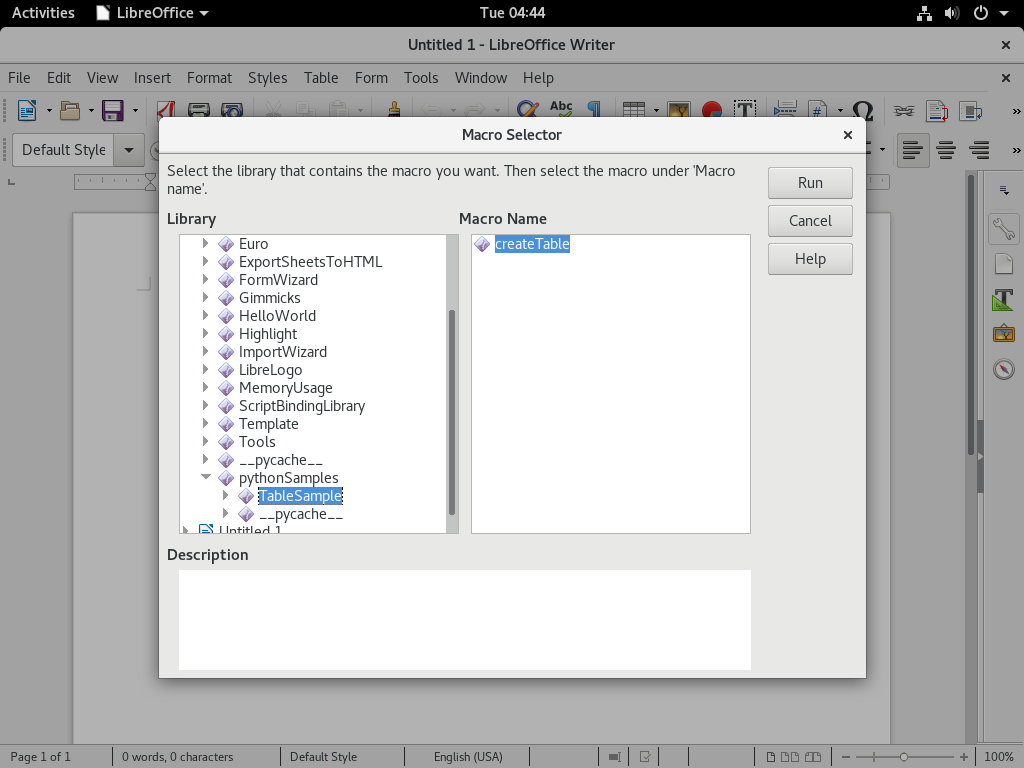 Activities LibreOffice Tue 04:44
Untitled 1 - LibreOffice Writer
File Edit View Insert Format Styles Table Form Tools Window Help
Abc
Default Style
Macro Selector
Select the library that contains the macro you want. Then select the macro under 'Macro
name'.
Run
Cancel
Help
Library
Macro Name
Euro
ExportSheetsToHTML
FormWizard
Gimmicks
HelloWorld
Highlight
ImportWizard
LibreLogo
MemoryUsage
ScriptBindingLibrary
Template
Tools
__pycache__
pythonSamples
TableSample
__pycache__
Untitled 1
createTable
Description
Page 1 of 1 0 words, 0 characters Default Style English (USA) 100%